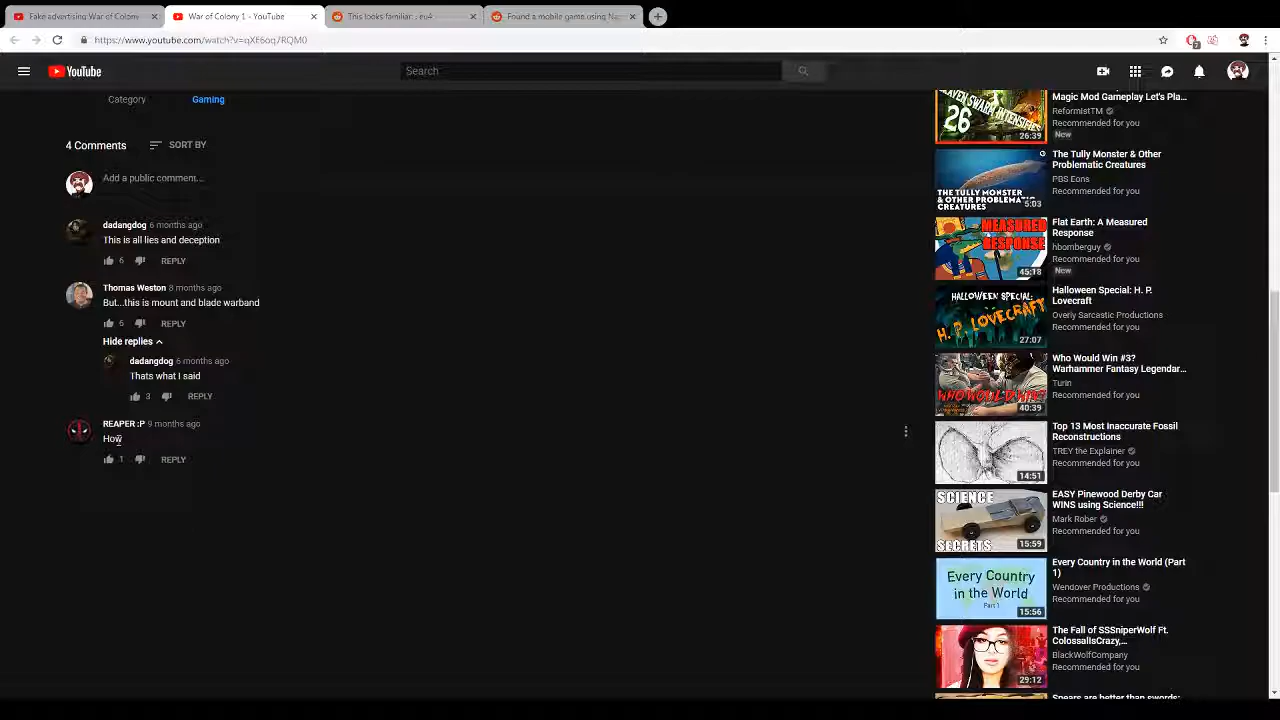 Fake advertising War of Colony
War of Colony 1 - YouTube
This looks familiar. : eu4
Found a mobile game using Na
https://www.youtube.com/watch?v=qXE6oq7RQM0
YouTube
Search
Category
Gaming
4 Comments
SORT BY
Add a public comment...
dadangdog 6 months ago
This is all lies and deception
6 REPLY
Thomas Weston 8 months ago
But...this is mount and blade warband
6 REPLY
Hide replies
dadangdog 6 months ago
Thats what I said
3 REPLY
REAPER :P 9 months ago
How
1 REPLY
SWARM INTENSIFIES
26
26:39
Magic Mod Gameplay Let's Pla...
ReformistTM
Recommended for you
New
THE TULLY MONSTER
& OTHER PROBLEMATIC
CREATURES
5:03
The Tully Monster & Other
Problematic Creatures
PBS Eons
Recommended for you
MEASURED
RESPONSE
45:18
Flat Earth: A Measured
Response
hbomberguy
Recommended for you
New
HALLOWEEN SPECIAL:
H. P. LOVECRAFT
27:07
Halloween Special: H. P.
Lovecraft
Overly Sarcastic Productions
Recommended for you
WHO WOULD WIN?
40:39
Who Would Win #3?
Warhammer Fantasy Legendar...
Turin
Recommended for you
14:51
Top 13 Most Inaccurate Fossil
Reconstructions
TREY the Explainer
Recommended for you
SCIENCE
SECRETS
15:59
EASY Pinewood Derby Car
WINS using Science!!!
Mark Rober
Recommended for you
Every Country
in the World
Part 1
15:56
Every Country in the World (Part
1)
Wendover Productions
Recommended for you
29:12
The Fall of SSSniperWolf Ft.
ColossalIsCrazy,...
BlackWolfCompany
Recommended for you
Spears are better than swords: